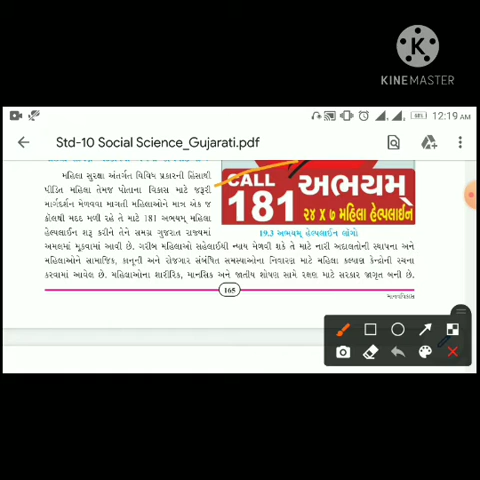 KINEMASTER
12:19 AM
Std-10 Social Science_Gujarati.pdf
મહિલા સુરક્ષા અંતર્ગત વિવિધ પ્રકારની હિંસાથી
પીડિત મહિલા તેમજ પોતાના વિકાસ માટે જરૂરી
માર્ગદર્શન મેળવવા માગતી મહિલાઓને માત્ર એક જ
કૉલથી મદદ મળી રહે તે માટે 181 અભયમ્ મહિલા
હેલ્પલાઈન શરૂ કરીને તેને સમગ્ર ગુજરાત રાજ્યમાં
CALL
181
અભયમ્
૨૪ x ૭ મહિલા હેલ્પલાઈન
19.3 અભયમ્ હેલ્પલાઈન લોગો
અમલમાં મૂકવામાં આવી છે. ગરીબ મહિલાઓ સહેલાઈથી ન્યાય મેળવી શકે તે માટે નારી અદાલતોની સ્થાપના અને
મહિલાઓને સામાજિક, કાનૂની અને રોજગાર સંબંધિત સમસ્યાઓના નિવારણ માટે મહિલા કલ્યાણ કેન્દ્રોની રચના
કરવામાં આવેલ છે. મહિલાઓના શારીરિક, માનસિક અને જાતીય શોષણ સામે રક્ષણ માટે સરકાર જાગૃત બની છે.
165
માનવવિકાસ